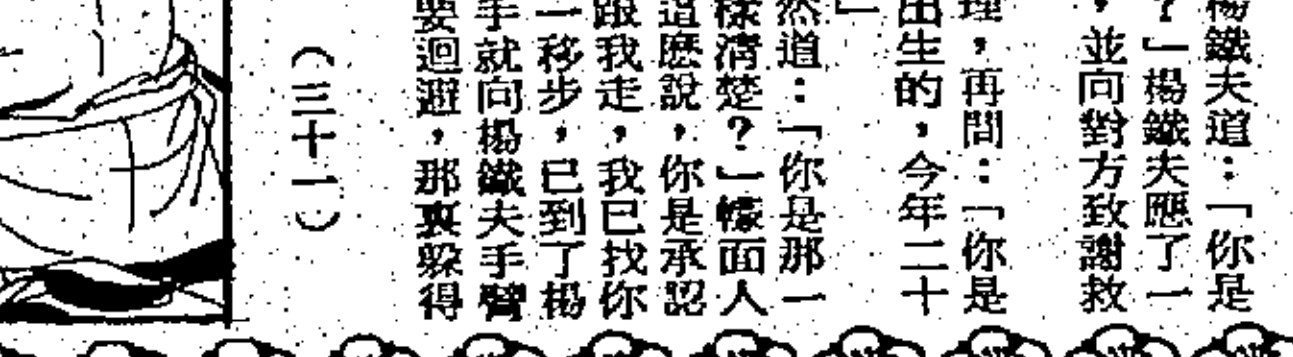 楊鐵夫道：「你是
？」楊鐵夫應了一
，並向對方致謝救
理，再問：「你是
出生的，今年二十
」
然道：「你是那一
樣清楚？」幪面人
道麽說，你是承認
跟我走，我已找你
一移步，已到了楊
手就向楊鐵夫手臂
要迴避，那裏躲得
（三十一）